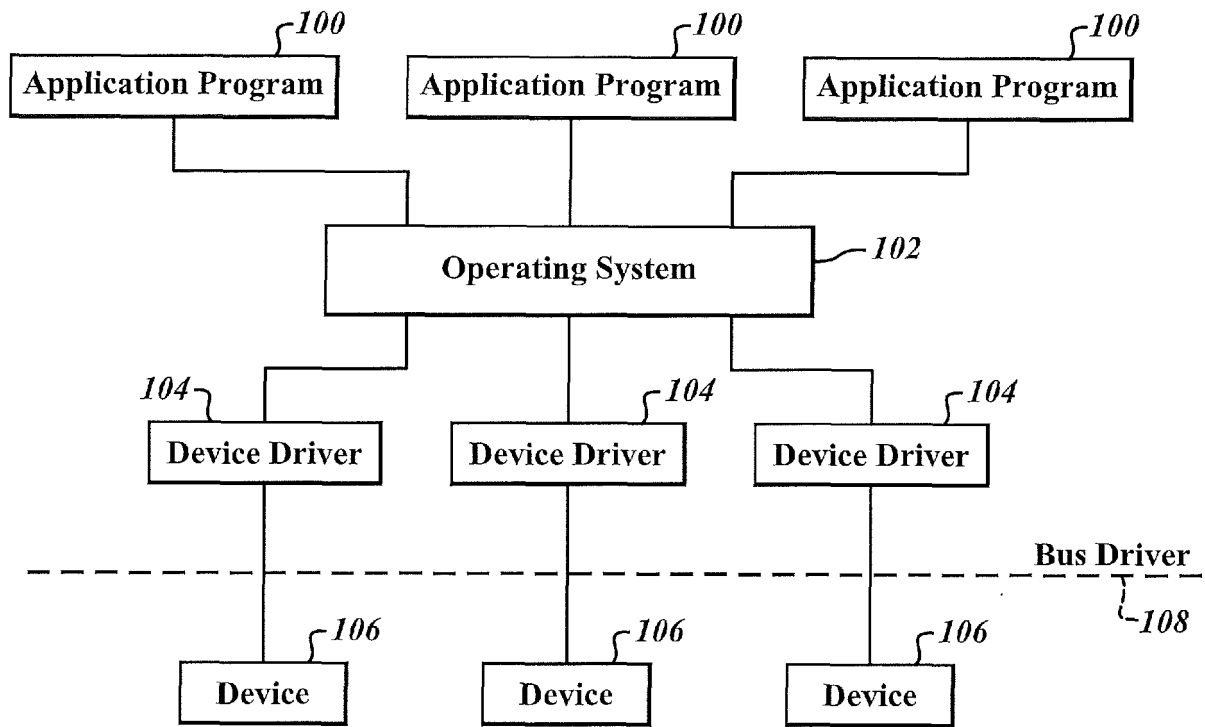 100 100 100
Application Program Application Program Application Program
102
Operating System
104 104 104
Device Driver Device Driver Device Driver
Bus Driver
108
106 106 106
Device Device Device